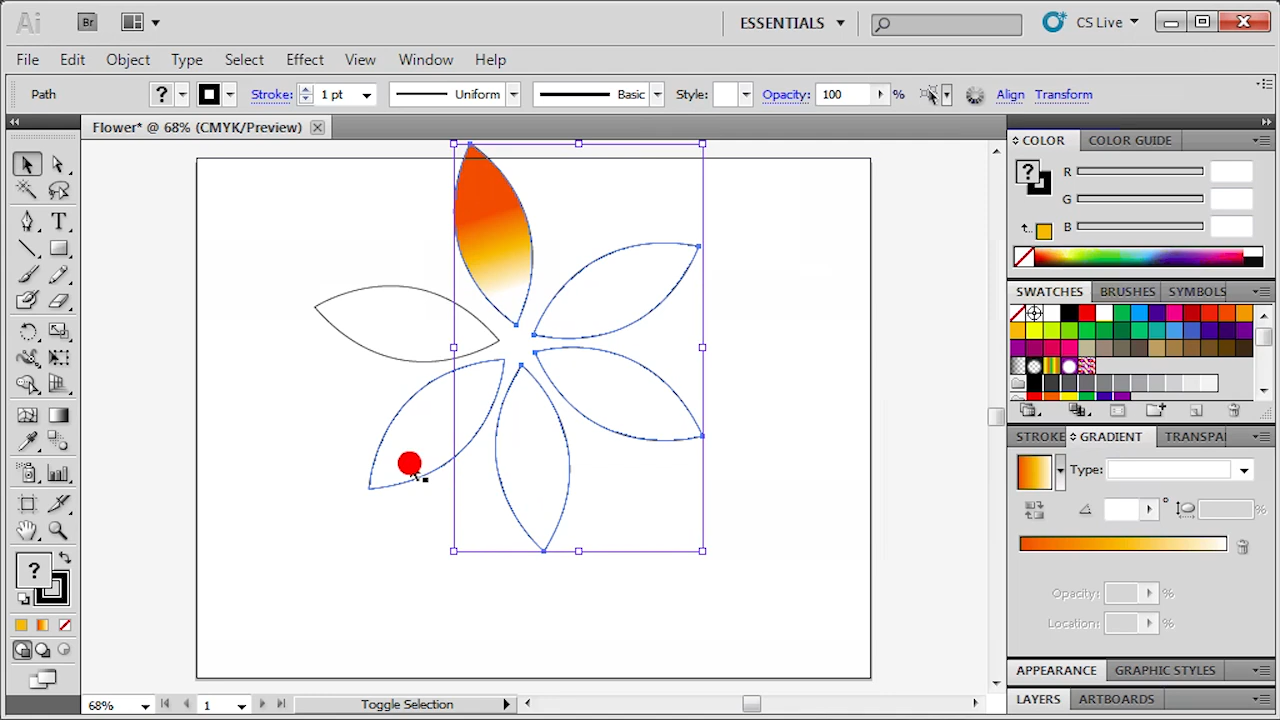 Ai Br ESSENTIALS CS Live
File Edit Object Type Select Effect View Window Help
Path ? Stroke: 1 pt Uniform Basic Style: Opacity: 100 % Align Transform
Flower* @ 68% (CMYK/Preview)
COLOR COLOR GUIDE
? R
G
B
SWATCHES BRUSHES SYMBOLS
STROKE GRADIENT TRANSPA
Type:
° %
Opacity: %
Location: %
T
?
APPEARANCE GRAPHIC STYLES
LAYERS ARTBOARDS
68% 1 Toggle Selection